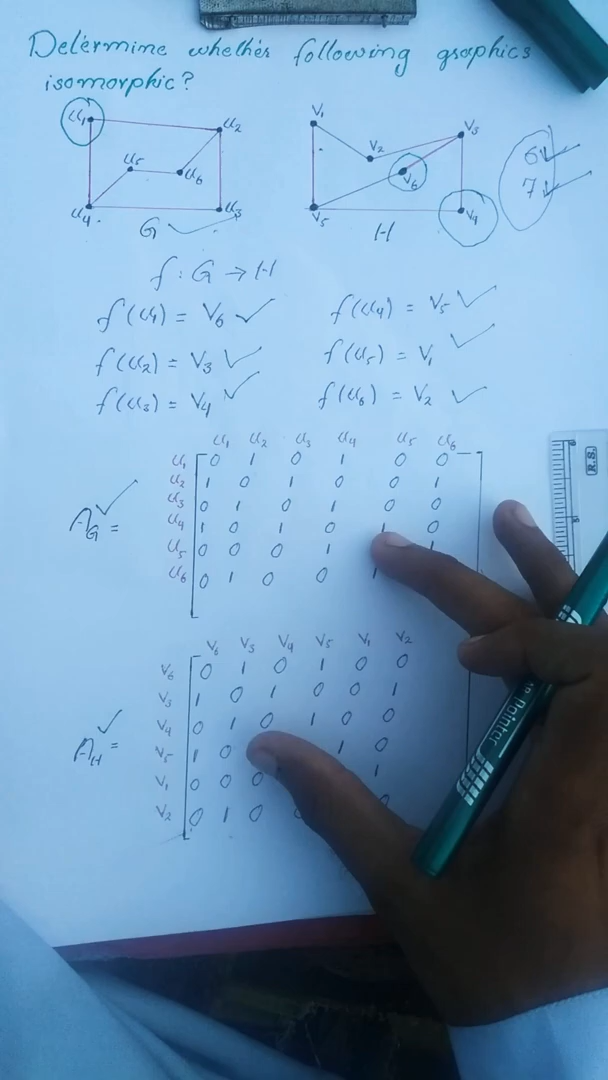 Determine whether following graphics
isomorphic?
u₁ u₂ u₅ u₆ u₄ u₃
G
V₁ V₂ V₃ V₆ V₅ V₄
H
6
7
f : G → H
f(u₁) = V₆ f(u₄) = V₅
f(u₂) = V₃ f(u₅) = V₁
f(u₃) = V₄ f(u₆) = V₂
u₁ u₂ u₃ u₄ u₅ u₆
u₁ 0 1 0 1 0 0
u₂ 1 0 1 0 0 1
u₃ 0 1 0 1 0 0
u₄ 1 0 1 0 1 0
A_G =
u₅ 0 0 0 1
u₆ 0 1 0 0 1
V₃ V₄ V₅ V₁ V₂
V₆ 0 1 0 1 0 0
V₃ 1 0 1 0 0 1
V₄ 0 1 0 1 0 0
A_H =
V₅ 1 0 1 0
V₁ 0 0 0 1
V₂ 0 1 0
R.S.
Pointer